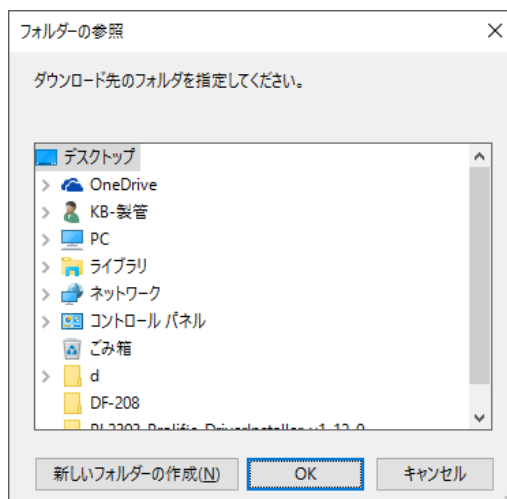 フォルダーの参照
ダウンロード先のフォルダを指定してください。
デスクトップ
OneDrive
KB-製管
PC
ライブラリ
ネットワーク
コントロール パネル
ごみ箱
d
DF-208
PL2303_Prolific_DriverInstaller_v1_12_0
新しいフォルダーの作成(N)
OK
キャンセル